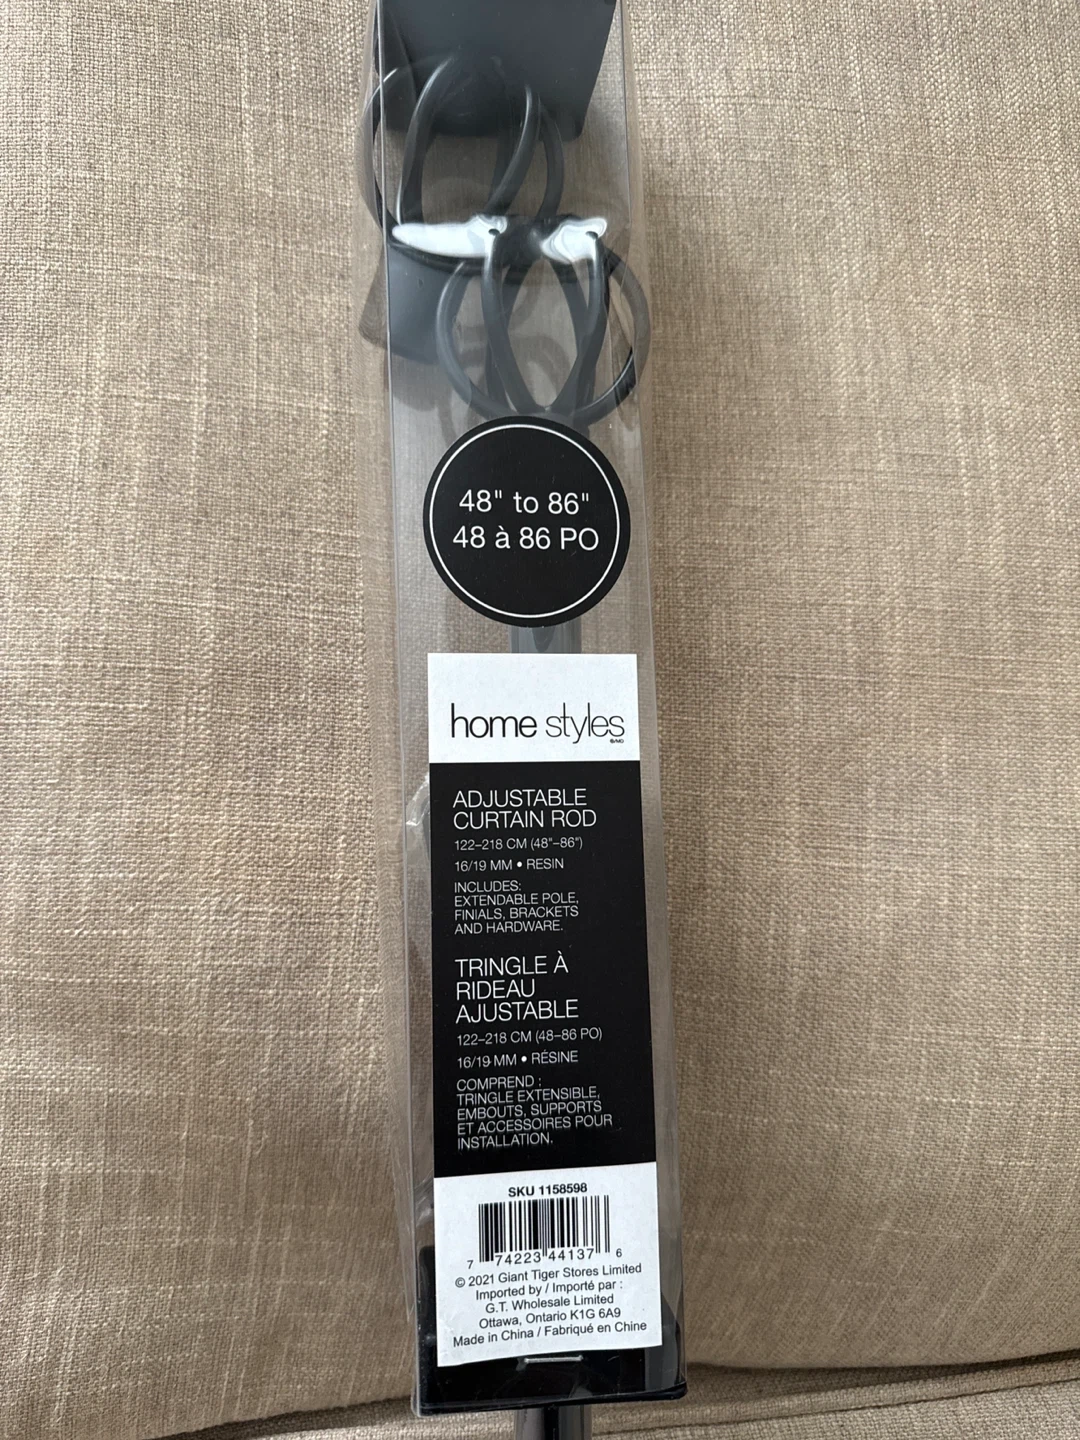 48" to 86"
48 à 86 PO
home styles
®/MD
ADJUSTABLE
CURTAIN ROD
122–218 CM (48"–86")
16/19 MM • RESIN
INCLUDES:
EXTENDABLE POLE,
FINIALS, BRACKETS
AND HARDWARE.
TRINGLE À
RIDEAU
AJUSTABLE
122–218 CM (48–86 PO)
16/19 MM • RÉSINE
COMPREND :
TRINGLE EXTENSIBLE,
EMBOUTS, SUPPORTS
ET ACCESSOIRES POUR
INSTALLATION.
SKU 1158598
7 74223 44137 6
© 2021 Giant Tiger Stores Limited
Imported by / Importé par :
G.T. Wholesale Limited
Ottawa, Ontario K1G 6A9
Made in China / Fabriqué en Chine